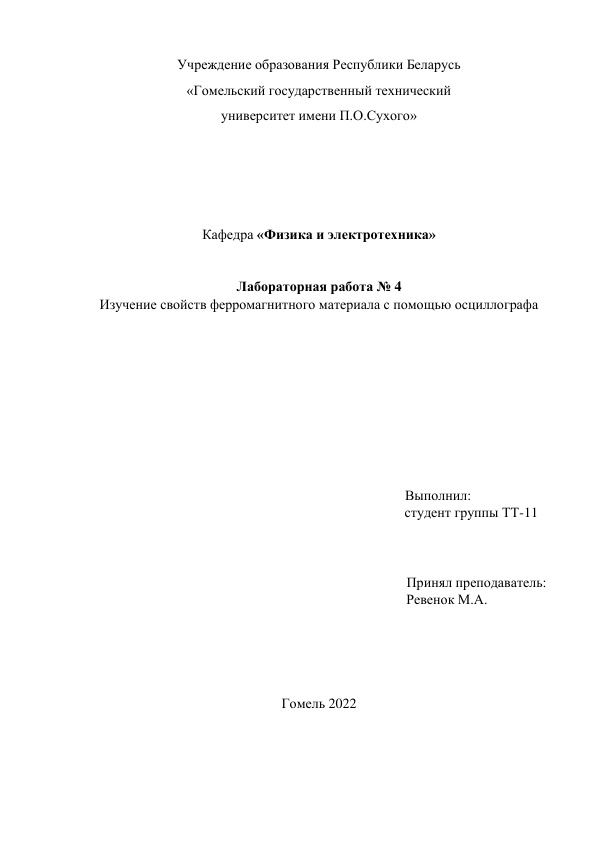 Учреждение образования Республики Беларусь
«Гомельский государственный технический
университет имени П.О.Сухого»
Кафедра «Физика и электротехника»
Лабораторная работа № 4
Изучение свойств ферромагнитного материала с помощью осциллографа
Выполнил:
студент группы ТТ-11
Принял преподаватель:
Ревенок М.А.
Гомель 2022